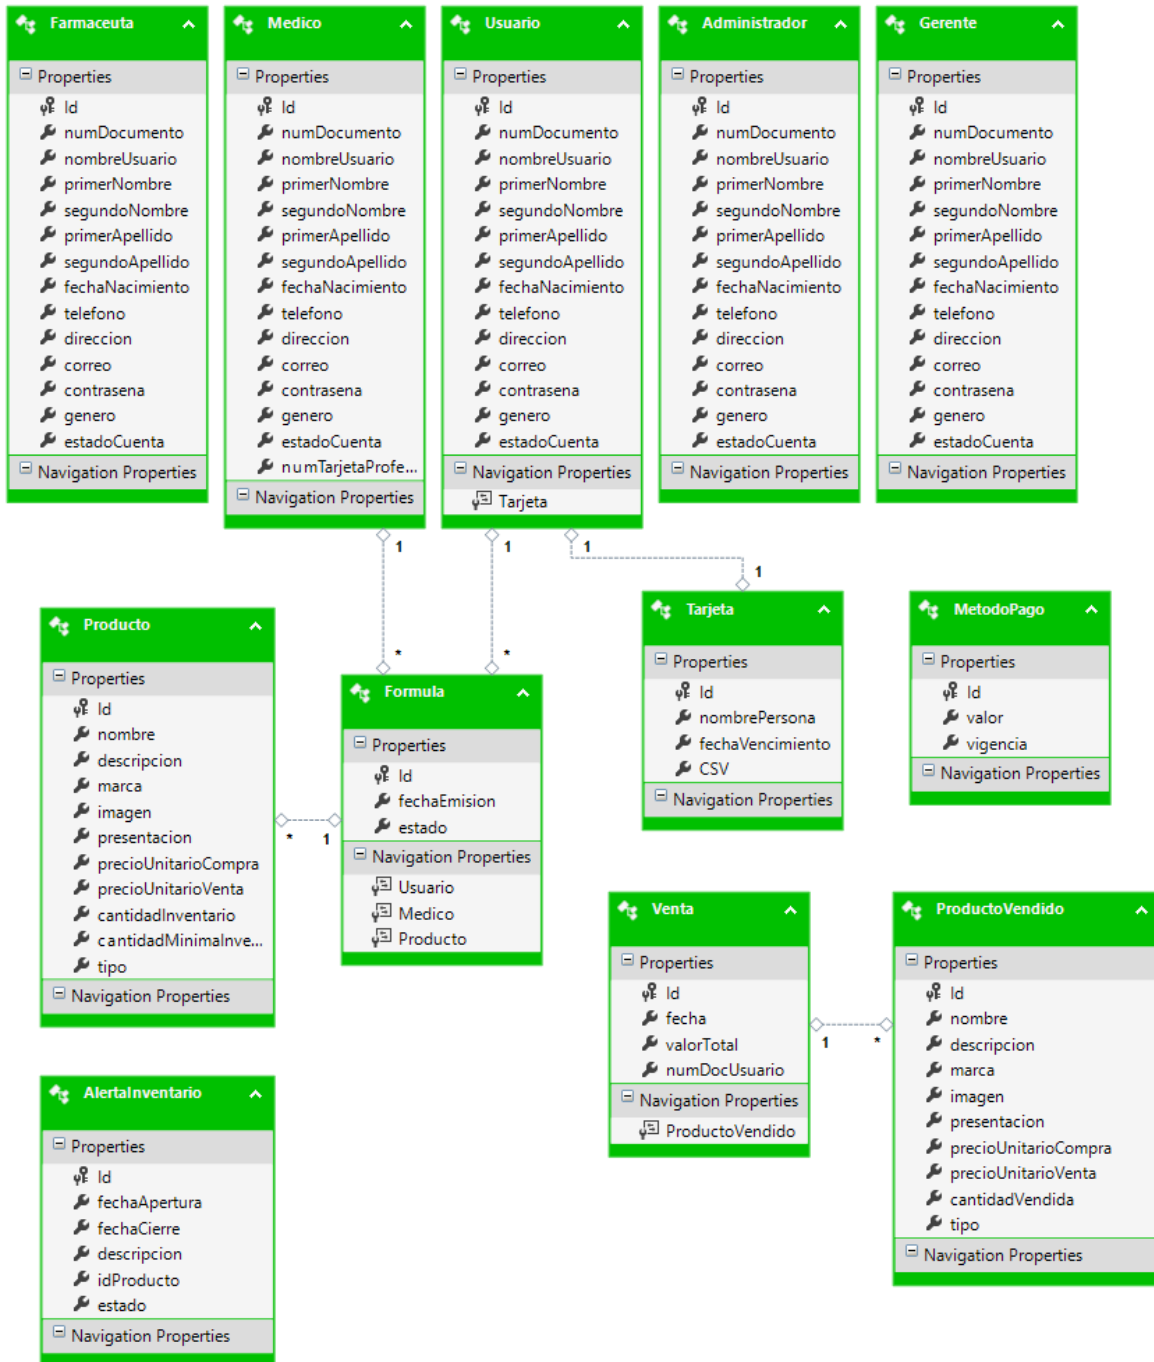 Farmaceuta
Properties
Id
numDocumento
nombreUsuario
primerNombre
segundoNombre
primerApellido
segundoApellido
fechaNacimiento
telefono
direccion
correo
contrasena
genero
estadoCuenta
Navigation Properties
Medico
Properties
Id
numDocumento
nombreUsuario
primerNombre
segundoNombre
primerApellido
segundoApellido
fechaNacimiento
telefono
direccion
correo
contrasena
genero
estadoCuenta
numTarjetaProfe...
Navigation Properties
Usuario
Properties
Id
numDocumento
nombreUsuario
primerNombre
segundoNombre
primerApellido
segundoApellido
fechaNacimiento
telefono
direccion
correo
contrasena
genero
estadoCuenta
Navigation Properties
Tarjeta
Administrador
Properties
Id
numDocumento
nombreUsuario
primerNombre
segundoNombre
primerApellido
segundoApellido
fechaNacimiento
telefono
direccion
correo
contrasena
genero
estadoCuenta
Navigation Properties
Gerente
Properties
Id
numDocumento
nombreUsuario
primerNombre
segundoNombre
primerApellido
segundoApellido
fechaNacimiento
telefono
direccion
correo
contrasena
genero
estadoCuenta
Navigation Properties
1
*
1
*
1
1
Producto
Properties
Id
nombre
descripcion
marca
imagen
presentacion
precioUnitarioCompra
precioUnitarioVenta
cantidadInventario
cantidadMinimaInve...
tipo
Navigation Properties
* 1
Formula
Properties
Id
fechaEmision
estado
Navigation Properties
Usuario
Medico
Producto
Tarjeta
Properties
Id
nombrePersona
fechaVencimiento
CSV
Navigation Properties
MetodoPago
Properties
Id
valor
vigencia
Navigation Properties
Venta
Properties
Id
fecha
valorTotal
numDocUsuario
Navigation Properties
ProductoVendido
1 *
ProductoVendido
Properties
Id
nombre
descripcion
marca
imagen
presentacion
precioUnitarioCompra
precioUnitarioVenta
cantidadVendida
tipo
Navigation Properties
AlertaInventario
Properties
Id
fechaApertura
fechaCierre
descripcion
idProducto
estado
Navigation Properties